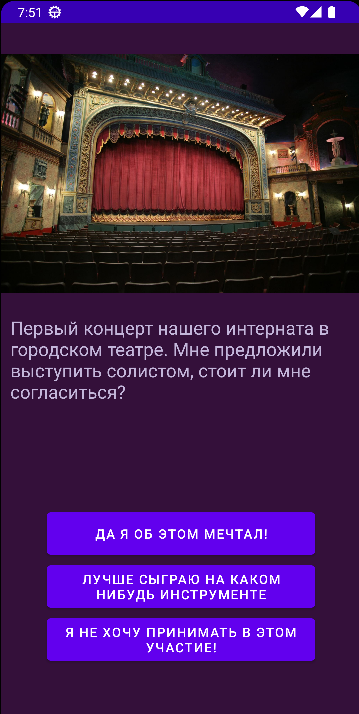 7:51
Первый концерт нашего интерната в
городском театре. Мне предложили
выступить солистом, стоит ли мне
согласиться?
ДА Я ОБ ЭТОМ МЕЧТАЛ!
ЛУЧШЕ СЫГРАЮ НА КАКОМ
НИБУДЬ ИНСТРУМЕНТЕ
Я НЕ ХОЧУ ПРИНИМАТЬ В ЭТОМ
УЧАСТИЕ!